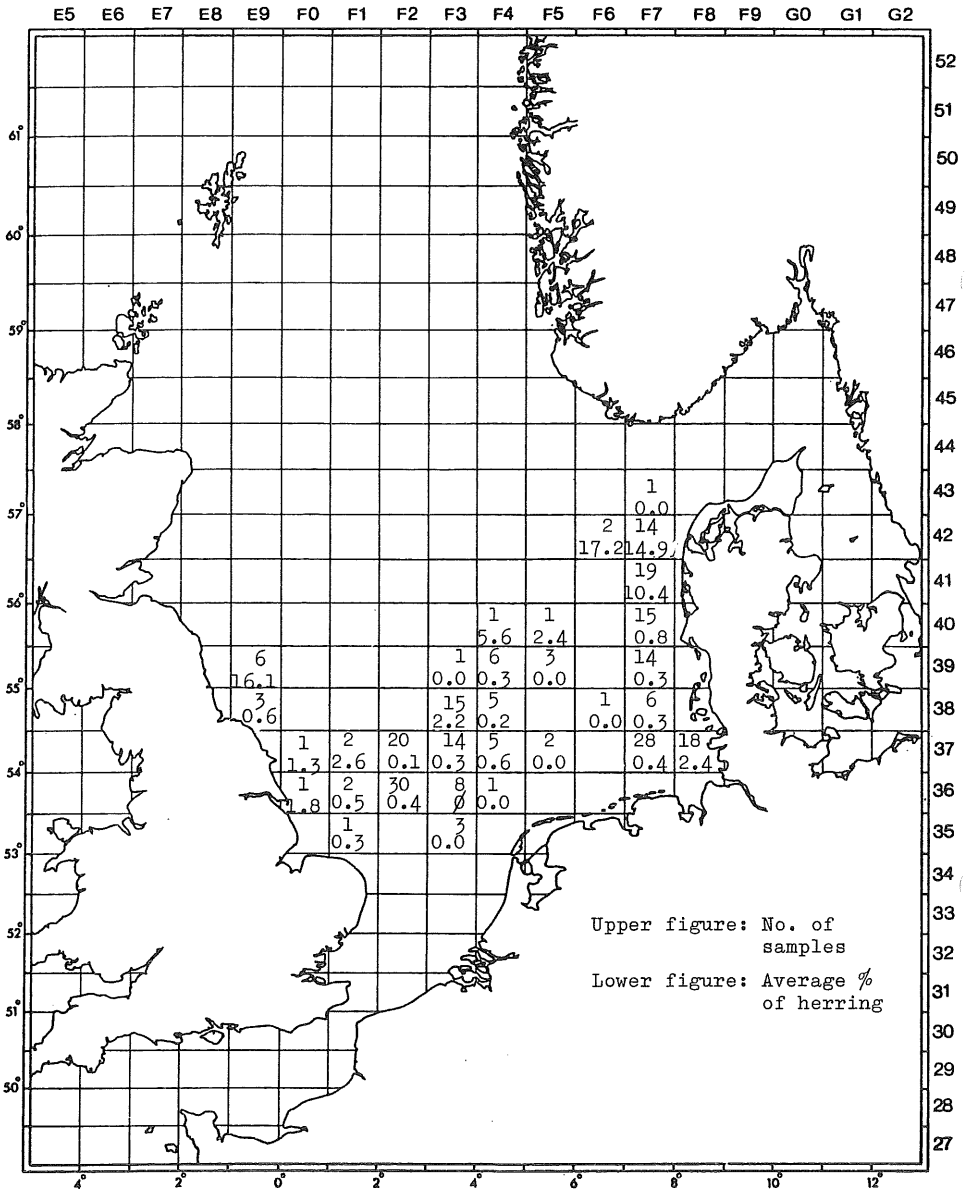 E5 E6 E7 E8 E9 F0 F1 F2 F3 F4 F5 F6 F7 F8 F9 G0 G1 G2
52
51
61°
50
49
60°
48
47
59°
46
45
58°
44
1 43
57° 0.0
2 14 42
17.2 14.9
19 41
56° 10.4
1 1 15 40
5.6 2.4 0.8
6 1 6 3 14 39
55° 16.1 0.0 0.3 0.0 0.3
3 15 5 1 6 38
0.6 2.2 0.2 0.0 0.3
1 2 20 14 5 2 28 18 37
54° 1.3 2.6 0.1 0.3 0.6 0.0 0.4 2.4
1 2 30 8 1 36
1.8 0.5 0.4 0 0.0
1 3 35
53° 0.3 0.0
34
33
Upper figure: No. of
52° samples
32
Lower figure: Average %
31
51° of herring
30
29
50°
28
27
4° 2° 0° 2° 4° 6° 8° 10° 12°